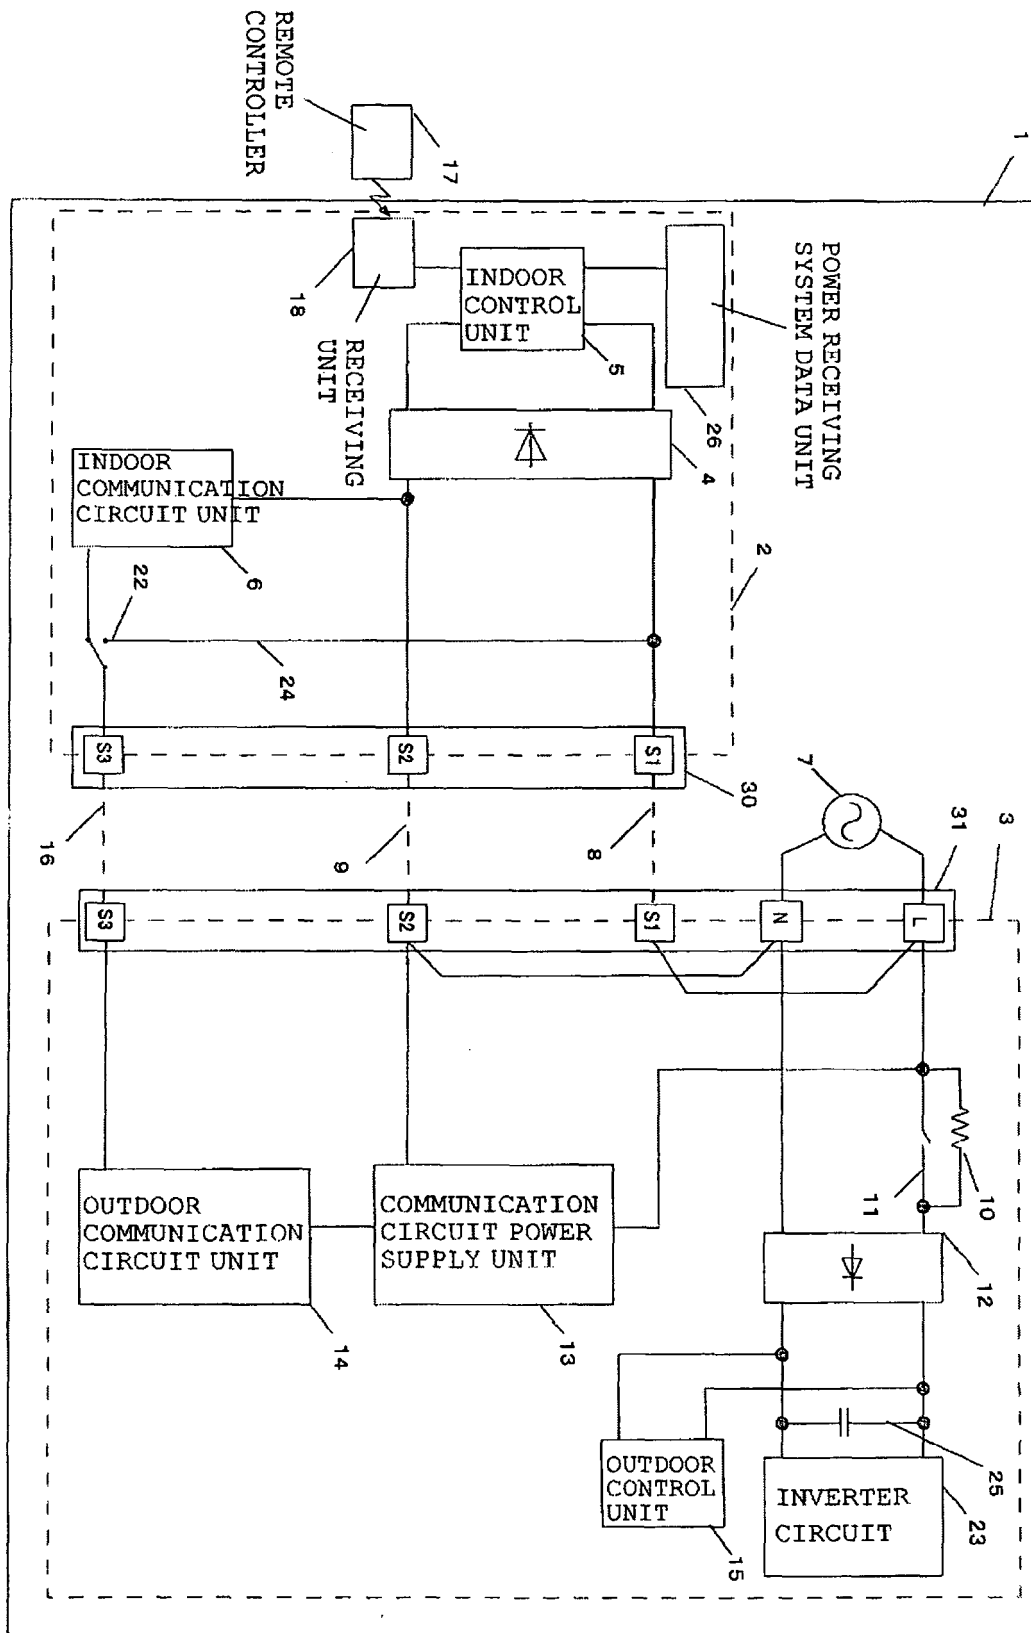 REMOTE
CONTROLLER
17
18
RECEIVING
UNIT
1
POWER RECEIVING
SYSTEM DATA UNIT
26
INDOOR
CONTROL
UNIT
5
4
INDOOR
COMMUNICATION
CIRCUIT UNIT
6
22
24
2
S3
S2
S1
30
16
9
8
7
31
3
S3
S2
S1
N
L
10
11
12
OUTDOOR
COMMUNICATION
CIRCUIT UNIT
14
COMMUNICATION
CIRCUIT POWER
SUPPLY UNIT
13
OUTDOOR
CONTROL
UNIT
15
INVERTER
CIRCUIT
25
23